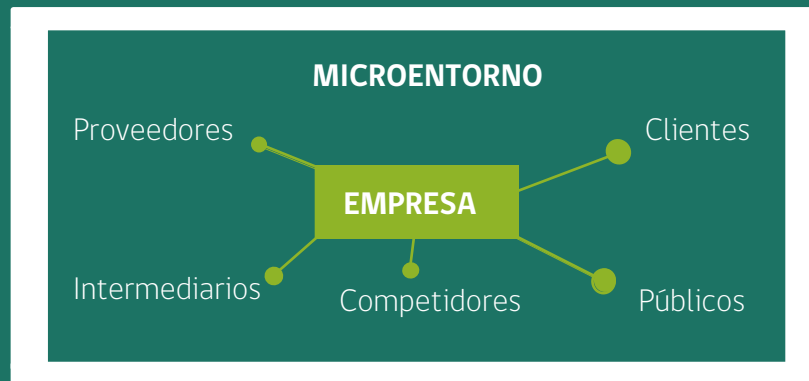 MICROENTORNO
Proveedores
Clientes
EMPRESA
Intermediarios
Competidores
Públicos